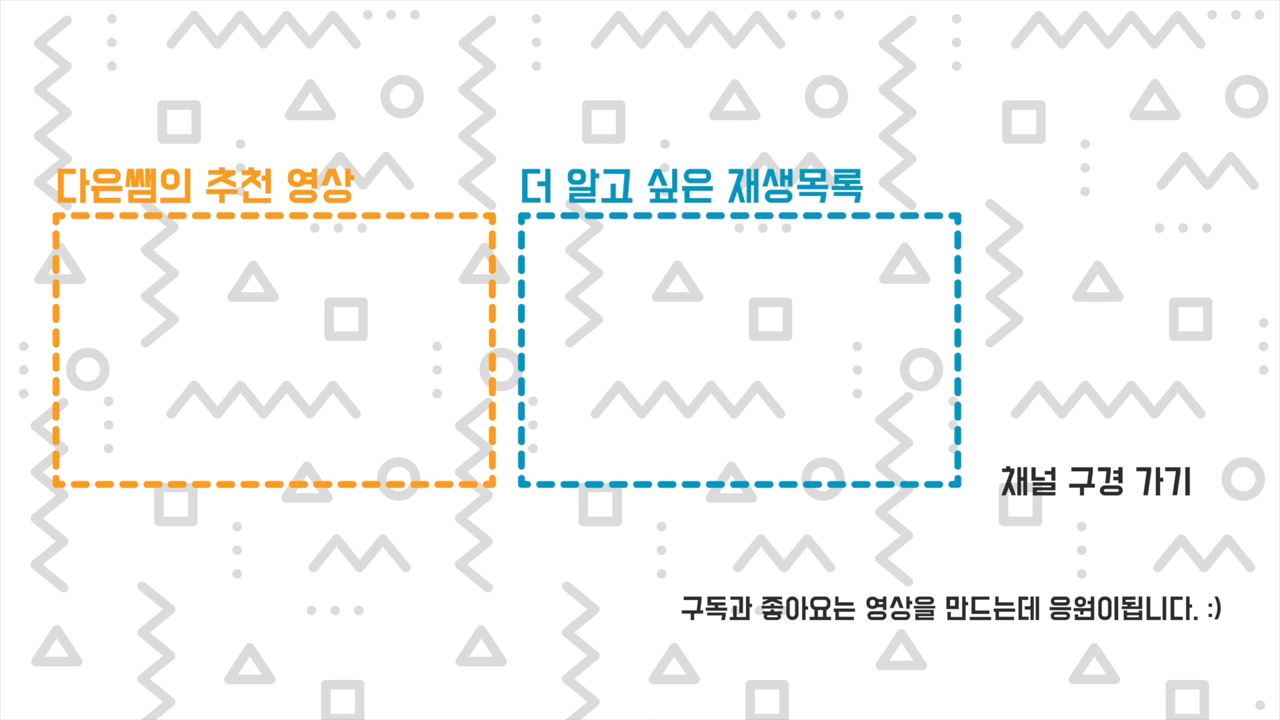 다은쌤의 추천 영상
더 알고 싶은 재생목록
채널 구경 가기
구독과 좋아요는 영상을 만드는데 응원이됩니다. :)